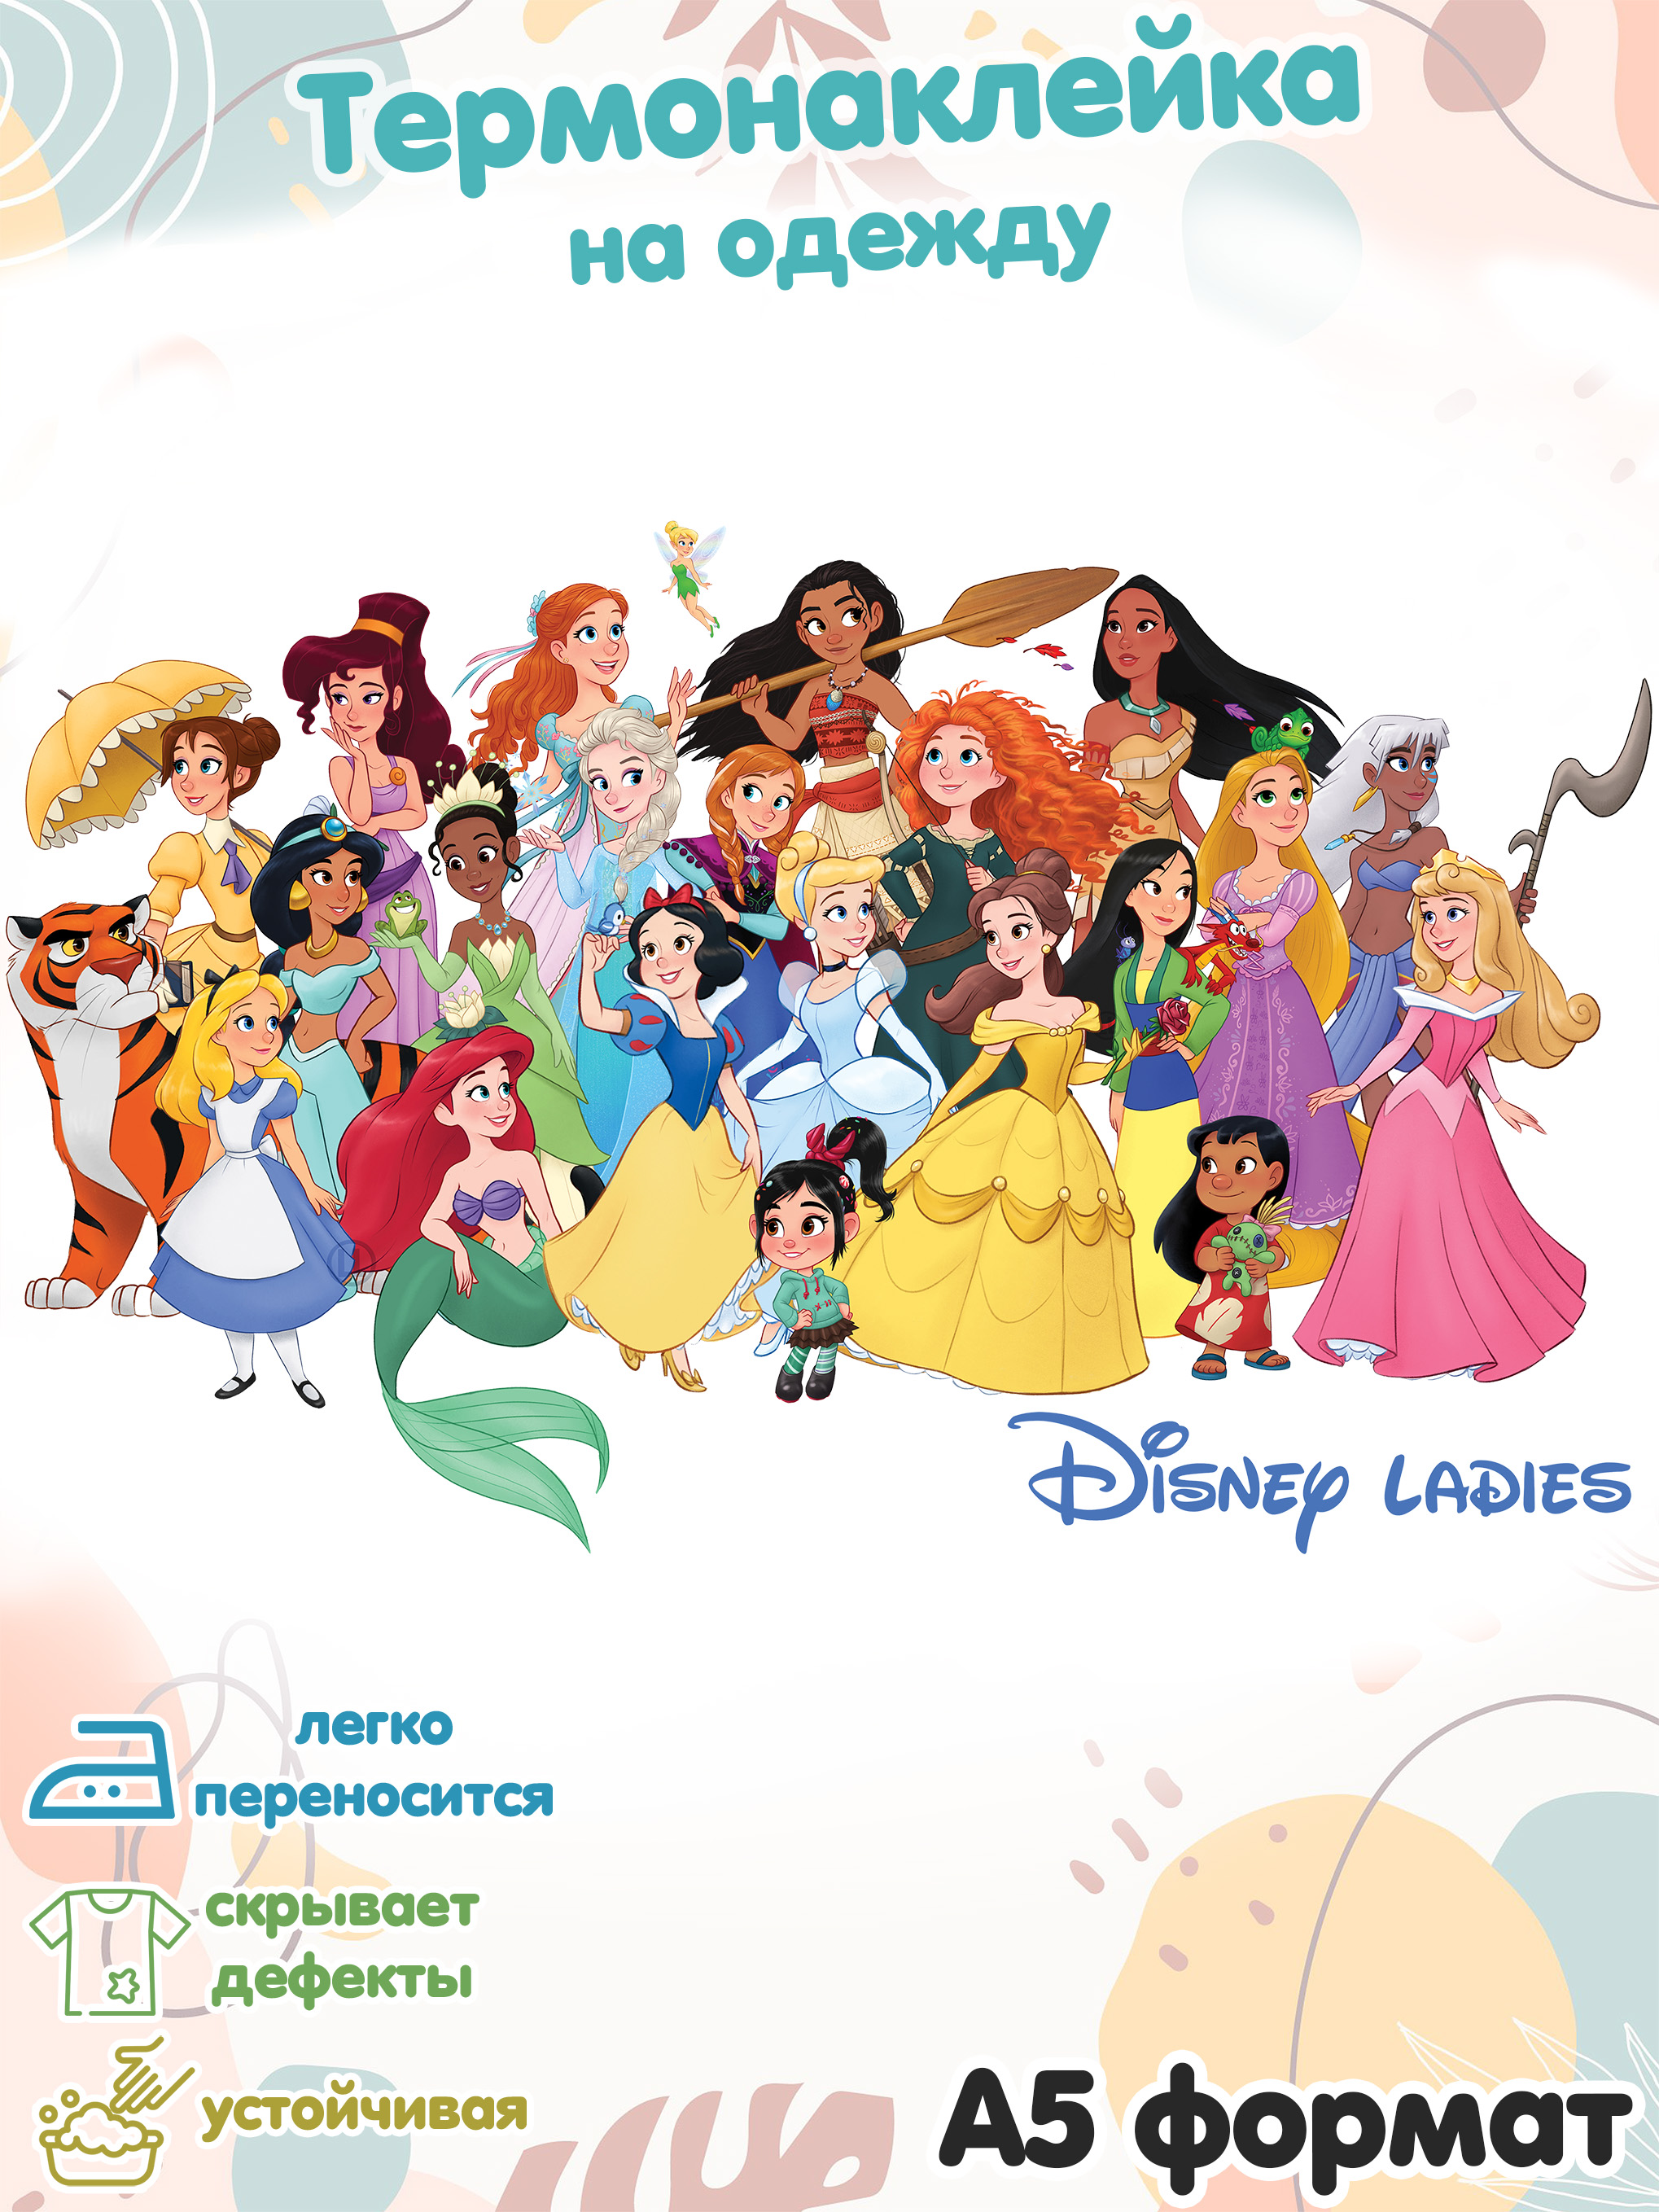 Термонаклейка
на одежду
Disney Ladies
легко
переносится
скрывает
дефекты
устойчивая
А5 формат